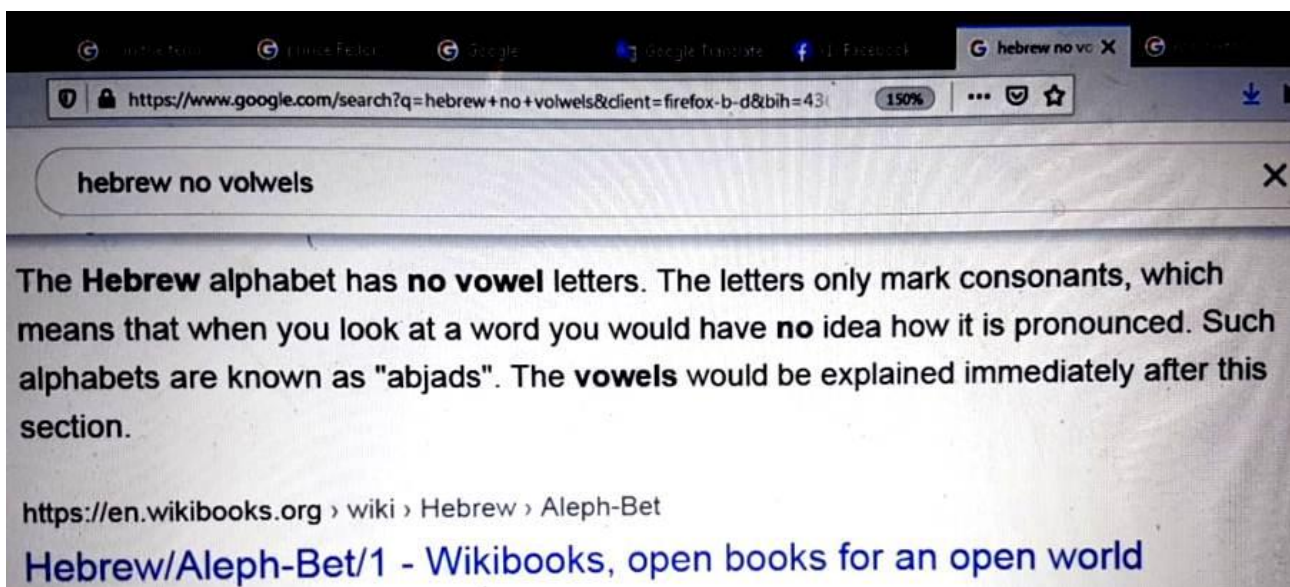 Google
Google Translate
Facebook
hebrew no vo
https://www.google.com/search?q=hebrew+no+volwels&client=firefox-b-d&bih=43
150%
hebrew no volwels
The Hebrew alphabet has no vowel letters. The letters only mark consonants, which
means that when you look at a word you would have no idea how it is pronounced. Such
alphabets are known as "abjads". The vowels would be explained immediately after this
section.
https://en.wikibooks.org › wiki › Hebrew › Aleph-Bet
Hebrew/Aleph-Bet/1 - Wikibooks, open books for an open world